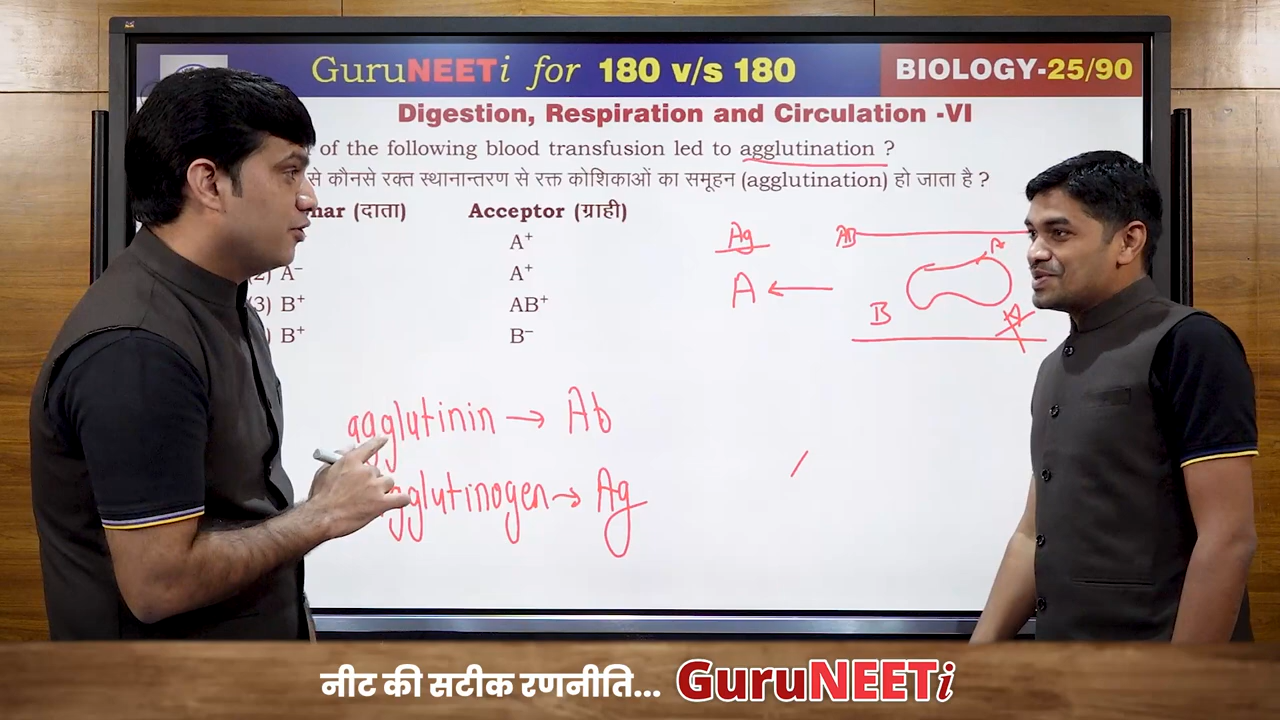 GuruNEETi for 180 v/s 180
BIOLOGY-25/90
Digestion, Respiration and Circulation -VI
of the following blood transfusion led to agglutination ?
से कौनसे रक्त स्थानान्तरण से रक्त कोशिकाओं का समूहन (agglutination) हो जाता है ?
nar (दाता) Acceptor (ग्राही)
A+
2) A− A+
(3) B+ AB+
) B+ B−
Ag
A ←
AB
A
B
agglutinin → Ab
gglutinogen → Ag
नीट की सटीक रणनीति... GuruNEETi